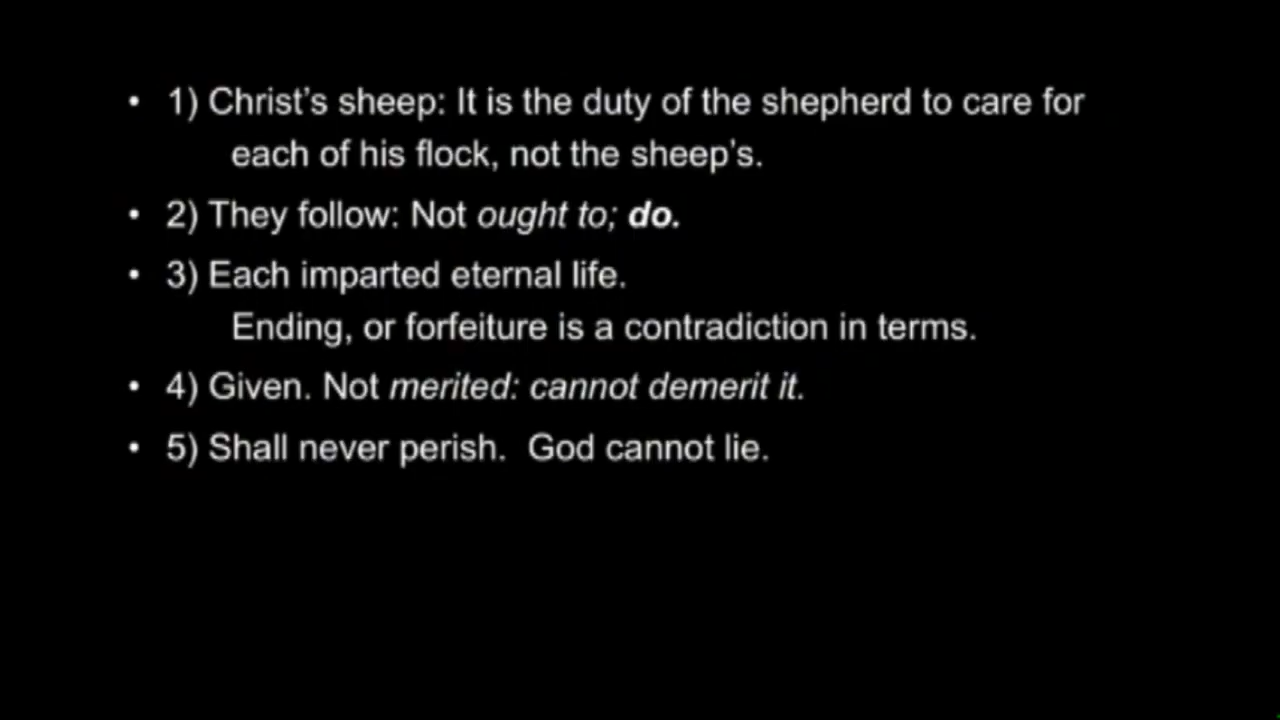 • 1) Christ's sheep: It is the duty of the shepherd to care for
each of his flock, not the sheep's.
• 2) They follow: Not ought to; do.
• 3) Each imparted eternal life.
Ending, or forfeiture is a contradiction in terms.
• 4) Given. Not merited: cannot demerit it.
• 5) Shall never perish.  God cannot lie.